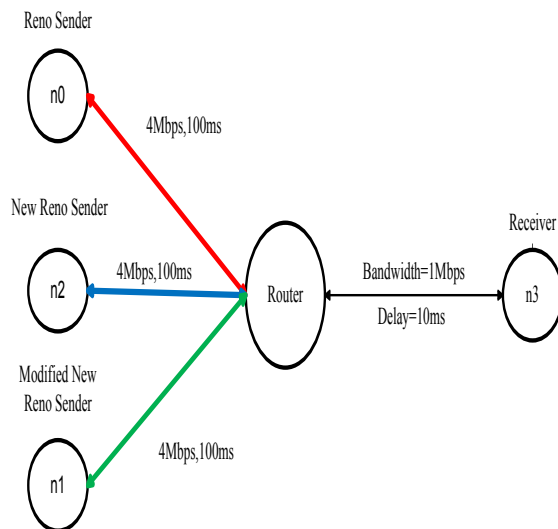 Reno Sender
n0
4Mbps,100ms
New Reno Sender
n2
4Mbps,100ms
Router
Receiver
Bandwidth=1Mbps
n3
Delay=10ms
Modified New
Reno Sender
4Mbps,100ms
n1